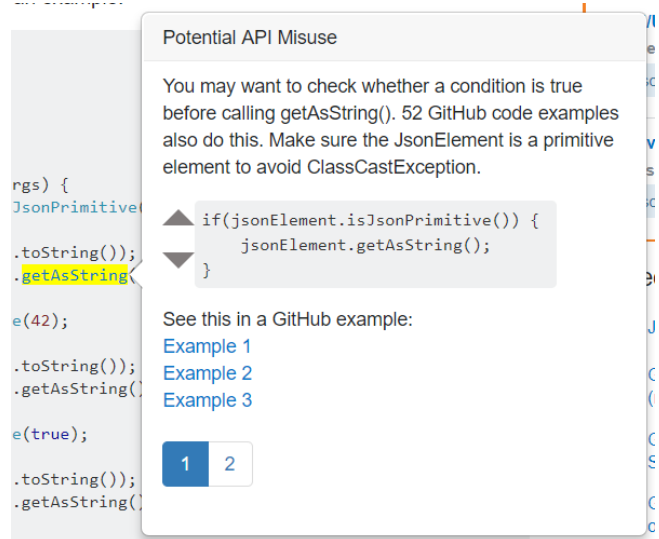 an example:
Potential API Misuse
You may want to check whether a condition is true
before calling getAsString(). 52 GitHub code examples
also do this. Make sure the JsonElement is a primitive
element to avoid ClassCastException.
if(jsonElement.isJsonPrimitive()) {
jsonElement.getAsString();
}
See this in a GitHub example:
Example 1
Example 2
Example 3
1 2
rgs) {
JsonPrimitive(
.toString());
.getAsString(
e(42);
.toString());
.getAsString()
e(true);
.toString());
.getAsString()